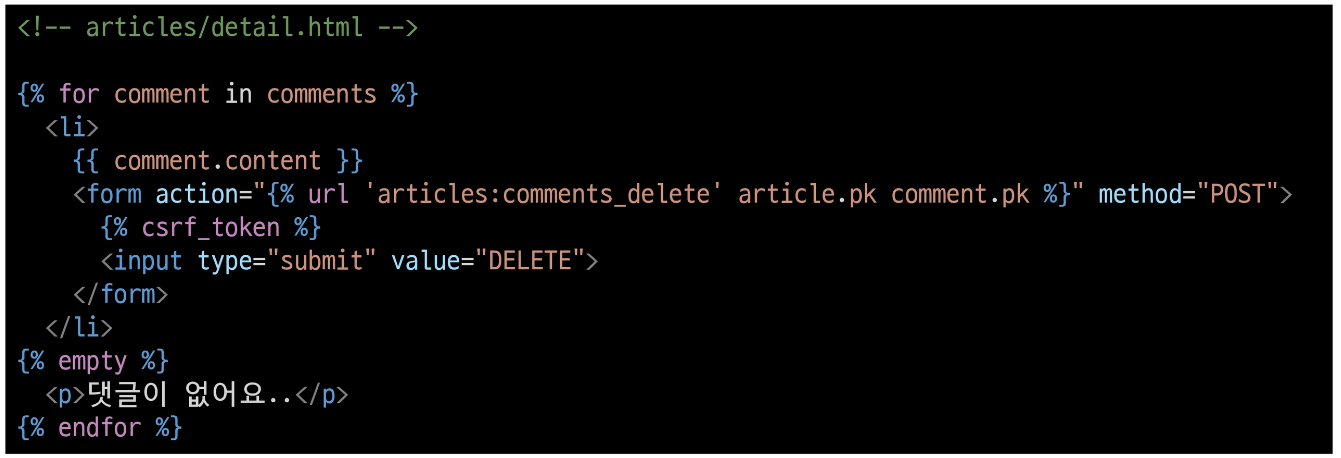 <!-- articles/detail.html -->
{% for comment in comments %}
<li>
{{ comment.content }}
<form action="{% url 'articles:comments_delete' article.pk comment.pk %}" method="POST">
{% csrf_token %}
<input type="submit" value="DELETE">
</form>
</li>
{% empty %}
<p>댓글이 없어요..</p>
{% endfor %}